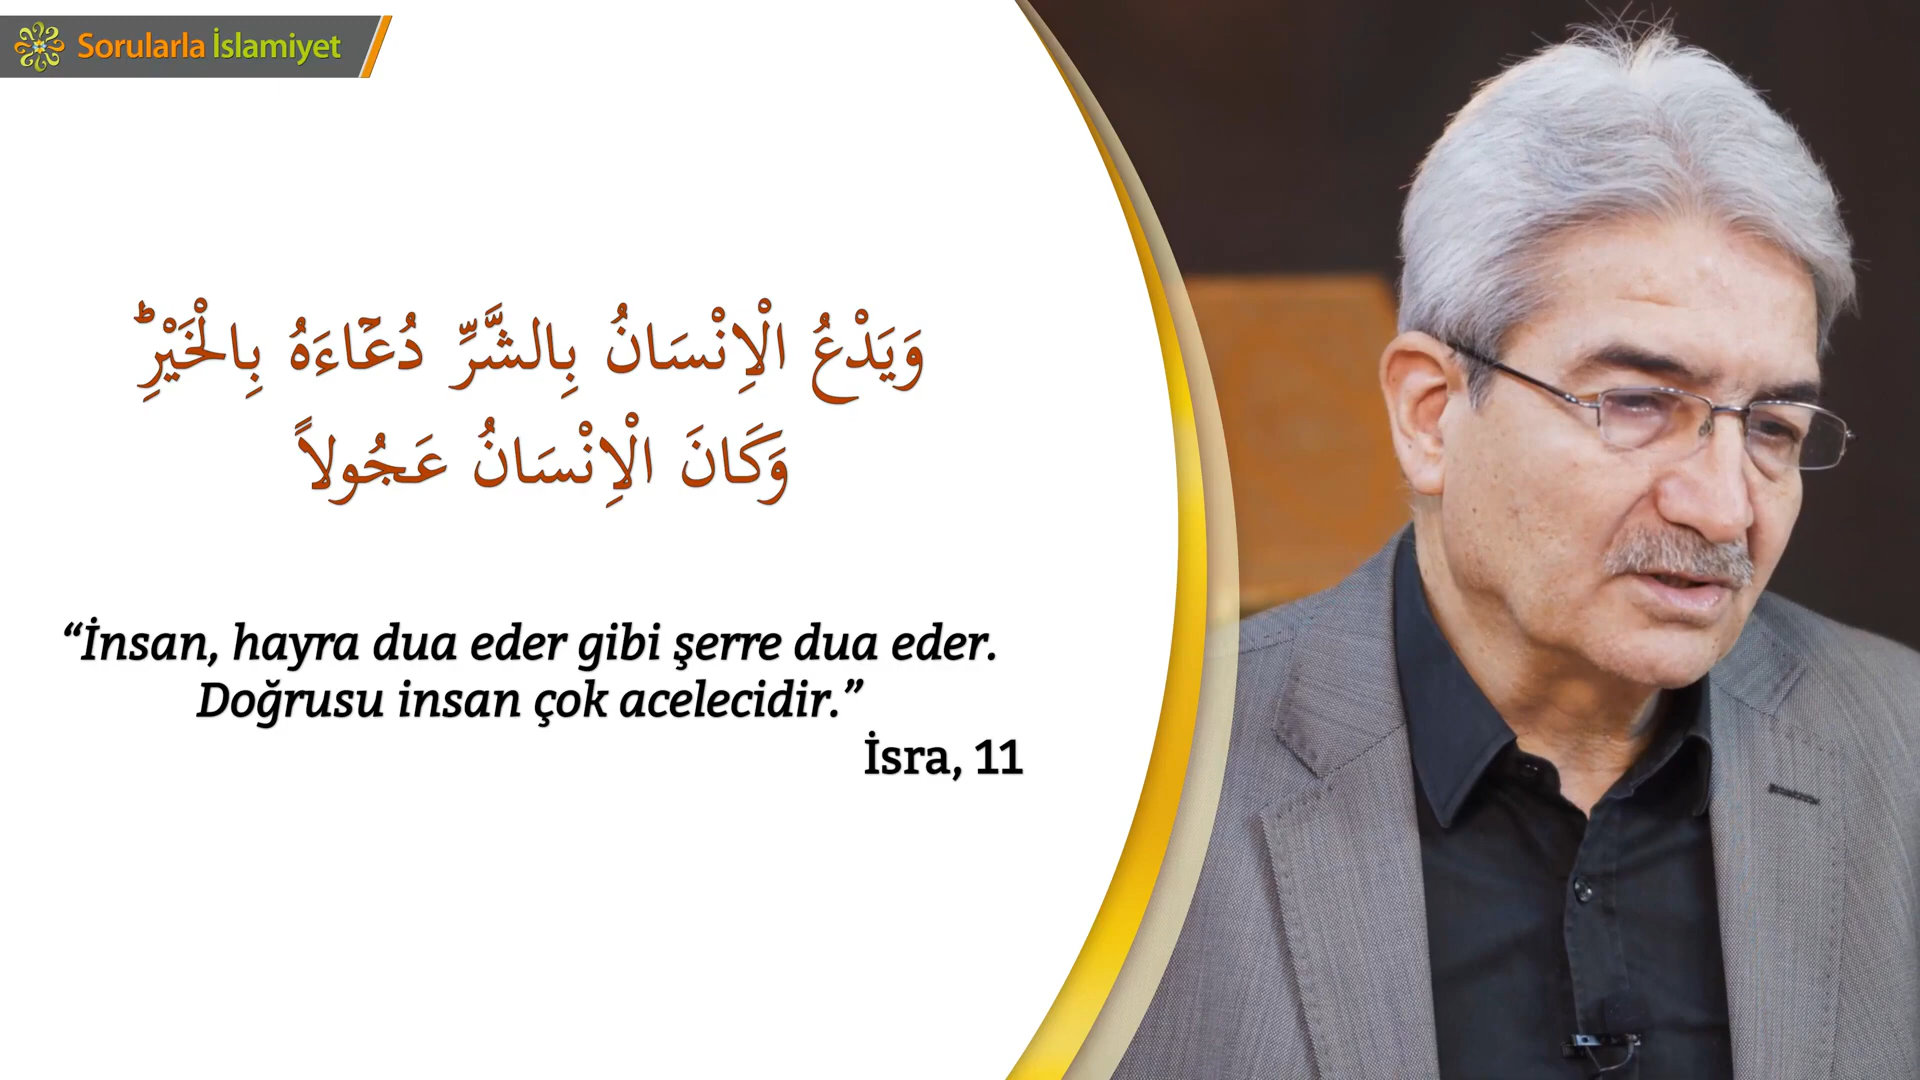 Sorularla İslamiyet
وَيَدْعُ الْاِنْسَانُ بِالشَّرِّ دُعَٓاءَهُ بِالْخَيْرِۜ
وَكَانَ الْاِنْسَانُ عَجُولاً
“İnsan, hayra dua eder gibi şerre dua eder.
Doğrusu insan çok acelecidir.”
İsra, 11